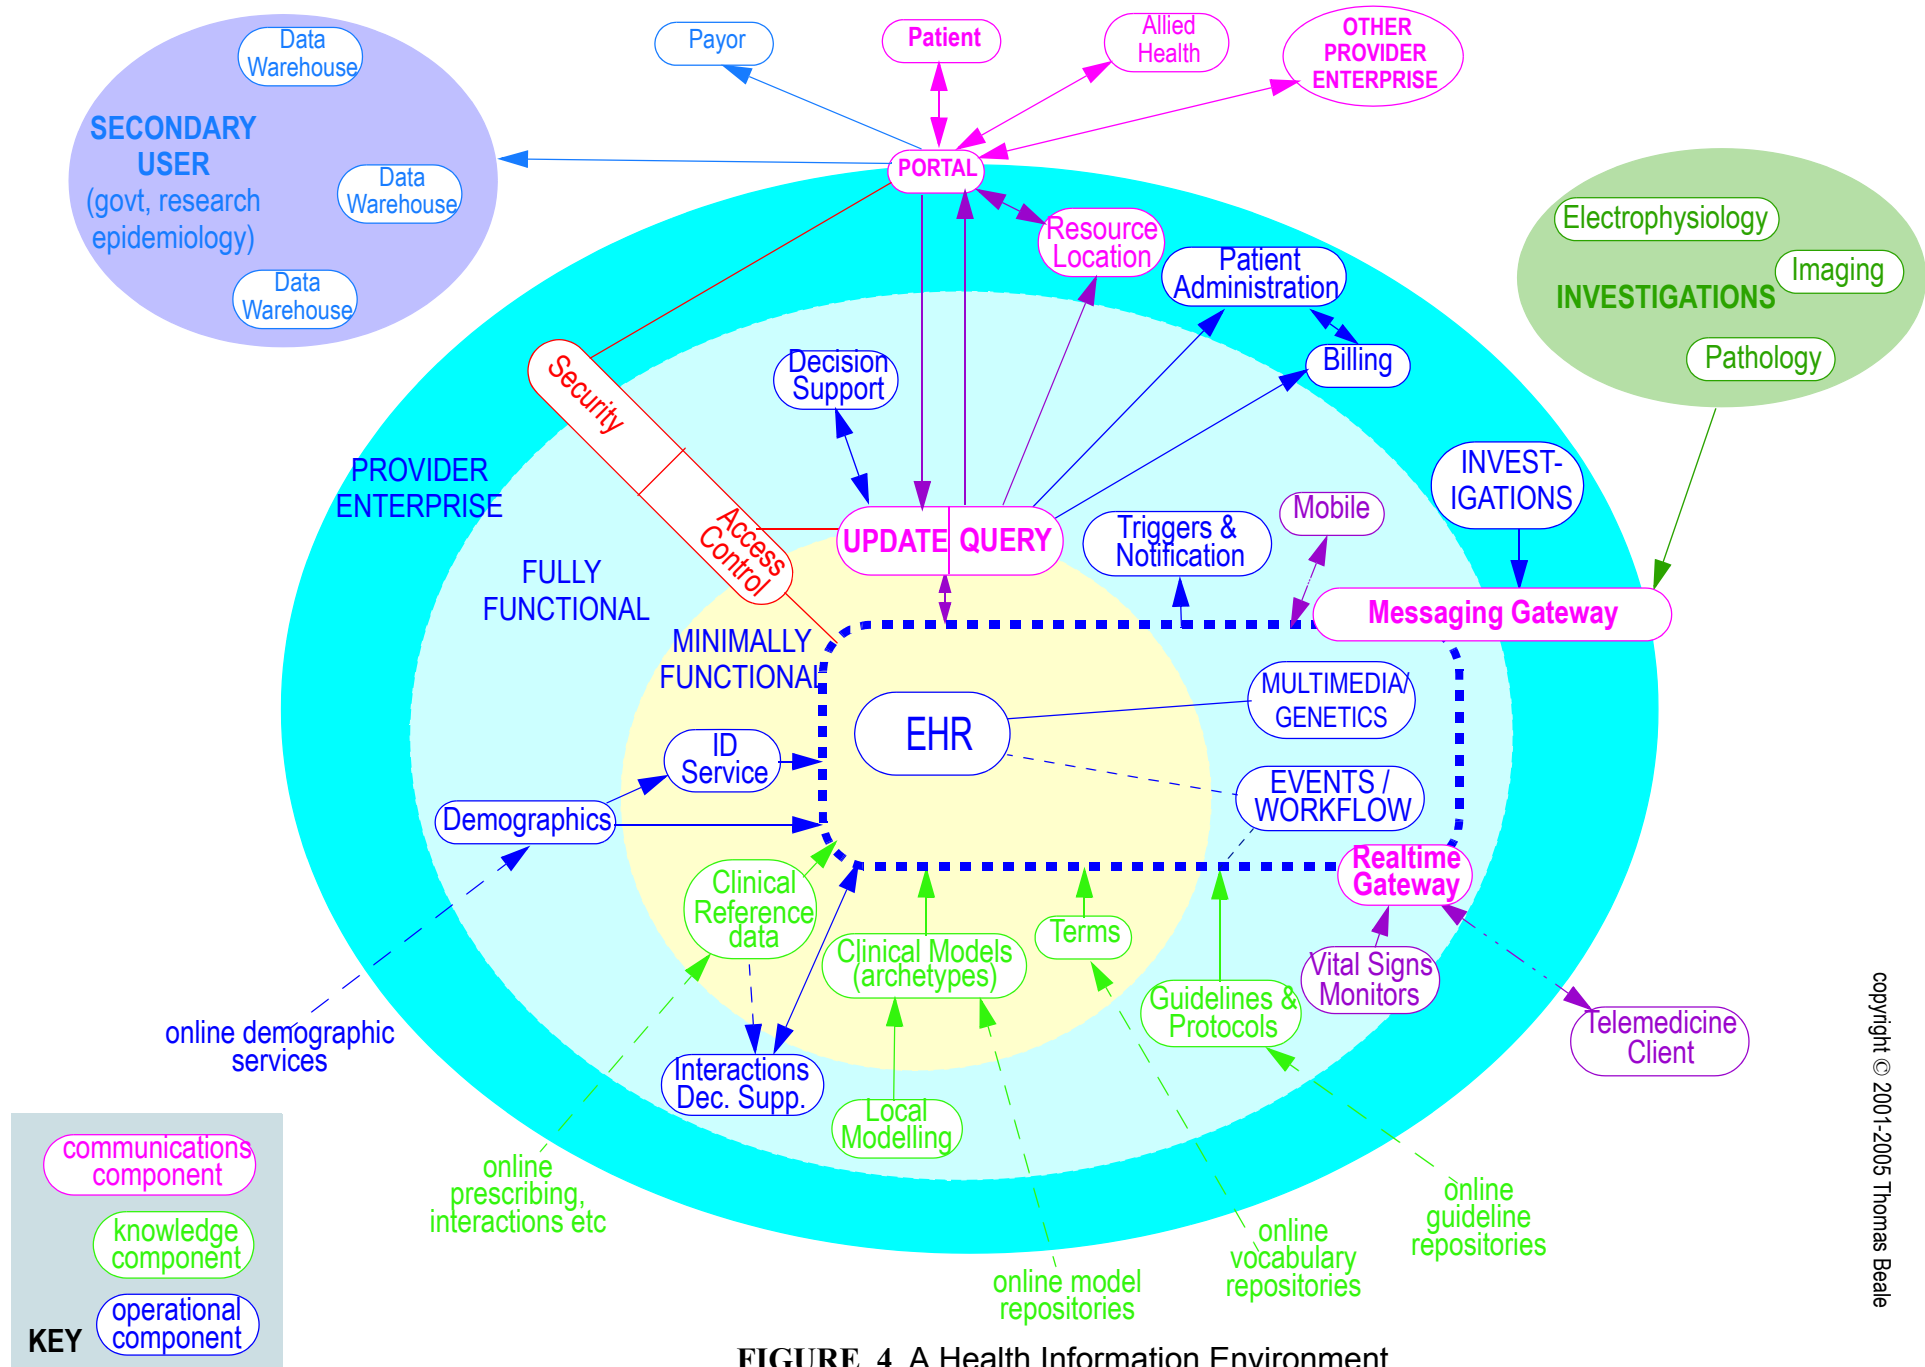 Data
Warehouse
SECONDARY
USER
(govt, research
epidemiology)
Data
Warehouse
Data
Warehouse
Payor
Patient
Allied
Health
OTHER
PROVIDER
ENTERPRISE
PORTAL
Resource
Location
Patient
Administration
Billing
Electrophysiology
Imaging
INVESTIGATIONS
Pathology
Security
Access
Control
Decision
Support
PROVIDER
ENTERPRISE
FULLY
FUNCTIONAL
MINIMALLY
FUNCTIONAL
UPDATE QUERY
Triggers &
Notification
Mobile
INVEST-
IGATIONS
Messaging Gateway
EHR
MULTIMEDIA/
GENETICS
EVENTS /
WORKFLOW
ID
Service
Demographics
Realtime
Gateway
Clinical
Reference
data
Clinical Models
(archetypes)
Terms
Guidelines &
Protocols
Vital Signs
Monitors
Telemedicine
Client
online demographic
services
Interactions
Dec. Supp.
Local
Modelling
online
prescribing,
interactions etc
online model
repositories
online
vocabulary
repositories
online
guideline
repositories
communications
component
knowledge
component
operational
component
KEY
copyright © 2001-2005 Thomas Beale
FIGURE 4 A Health Information Environment